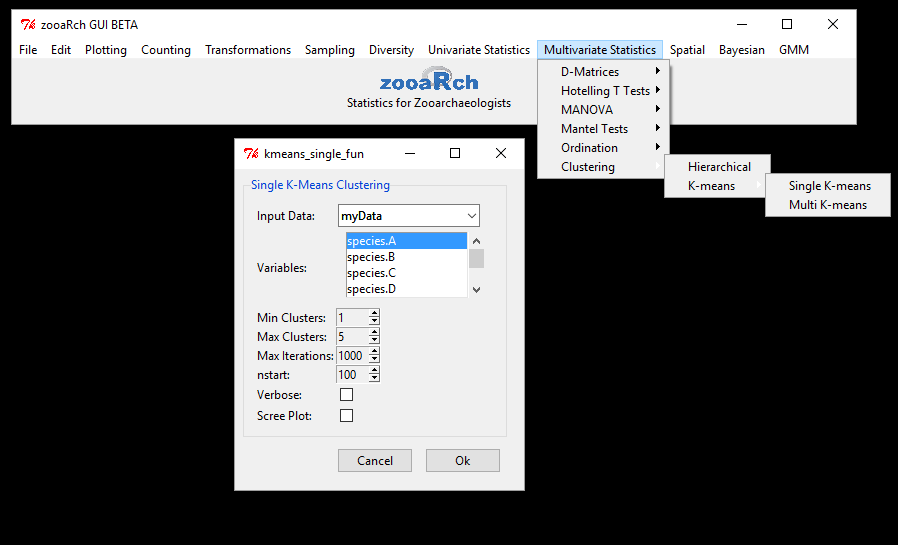 zooaRch GUI BETA
File Edit Plotting Counting Transformations Sampling Diversity Univariate Statistics Multivariate Statistics Spatial Bayesian GMM
zooaRch
Statistics for Zooarchaeologists
D-Matrices
Hotelling T Tests
MANOVA
Mantel Tests
Ordination
Clustering
Hierarchical
K-means
Single K-means
Multi K-means
kmeans_single_fun
Single K-Means Clustering
Input Data: myData
species.A
species.B
Variables:
species.C
species.D
Min Clusters: 1
Max Clusters: 5
Max Iterations: 1000
nstart: 100
Verbose:
Scree Plot:
Cancel Ok